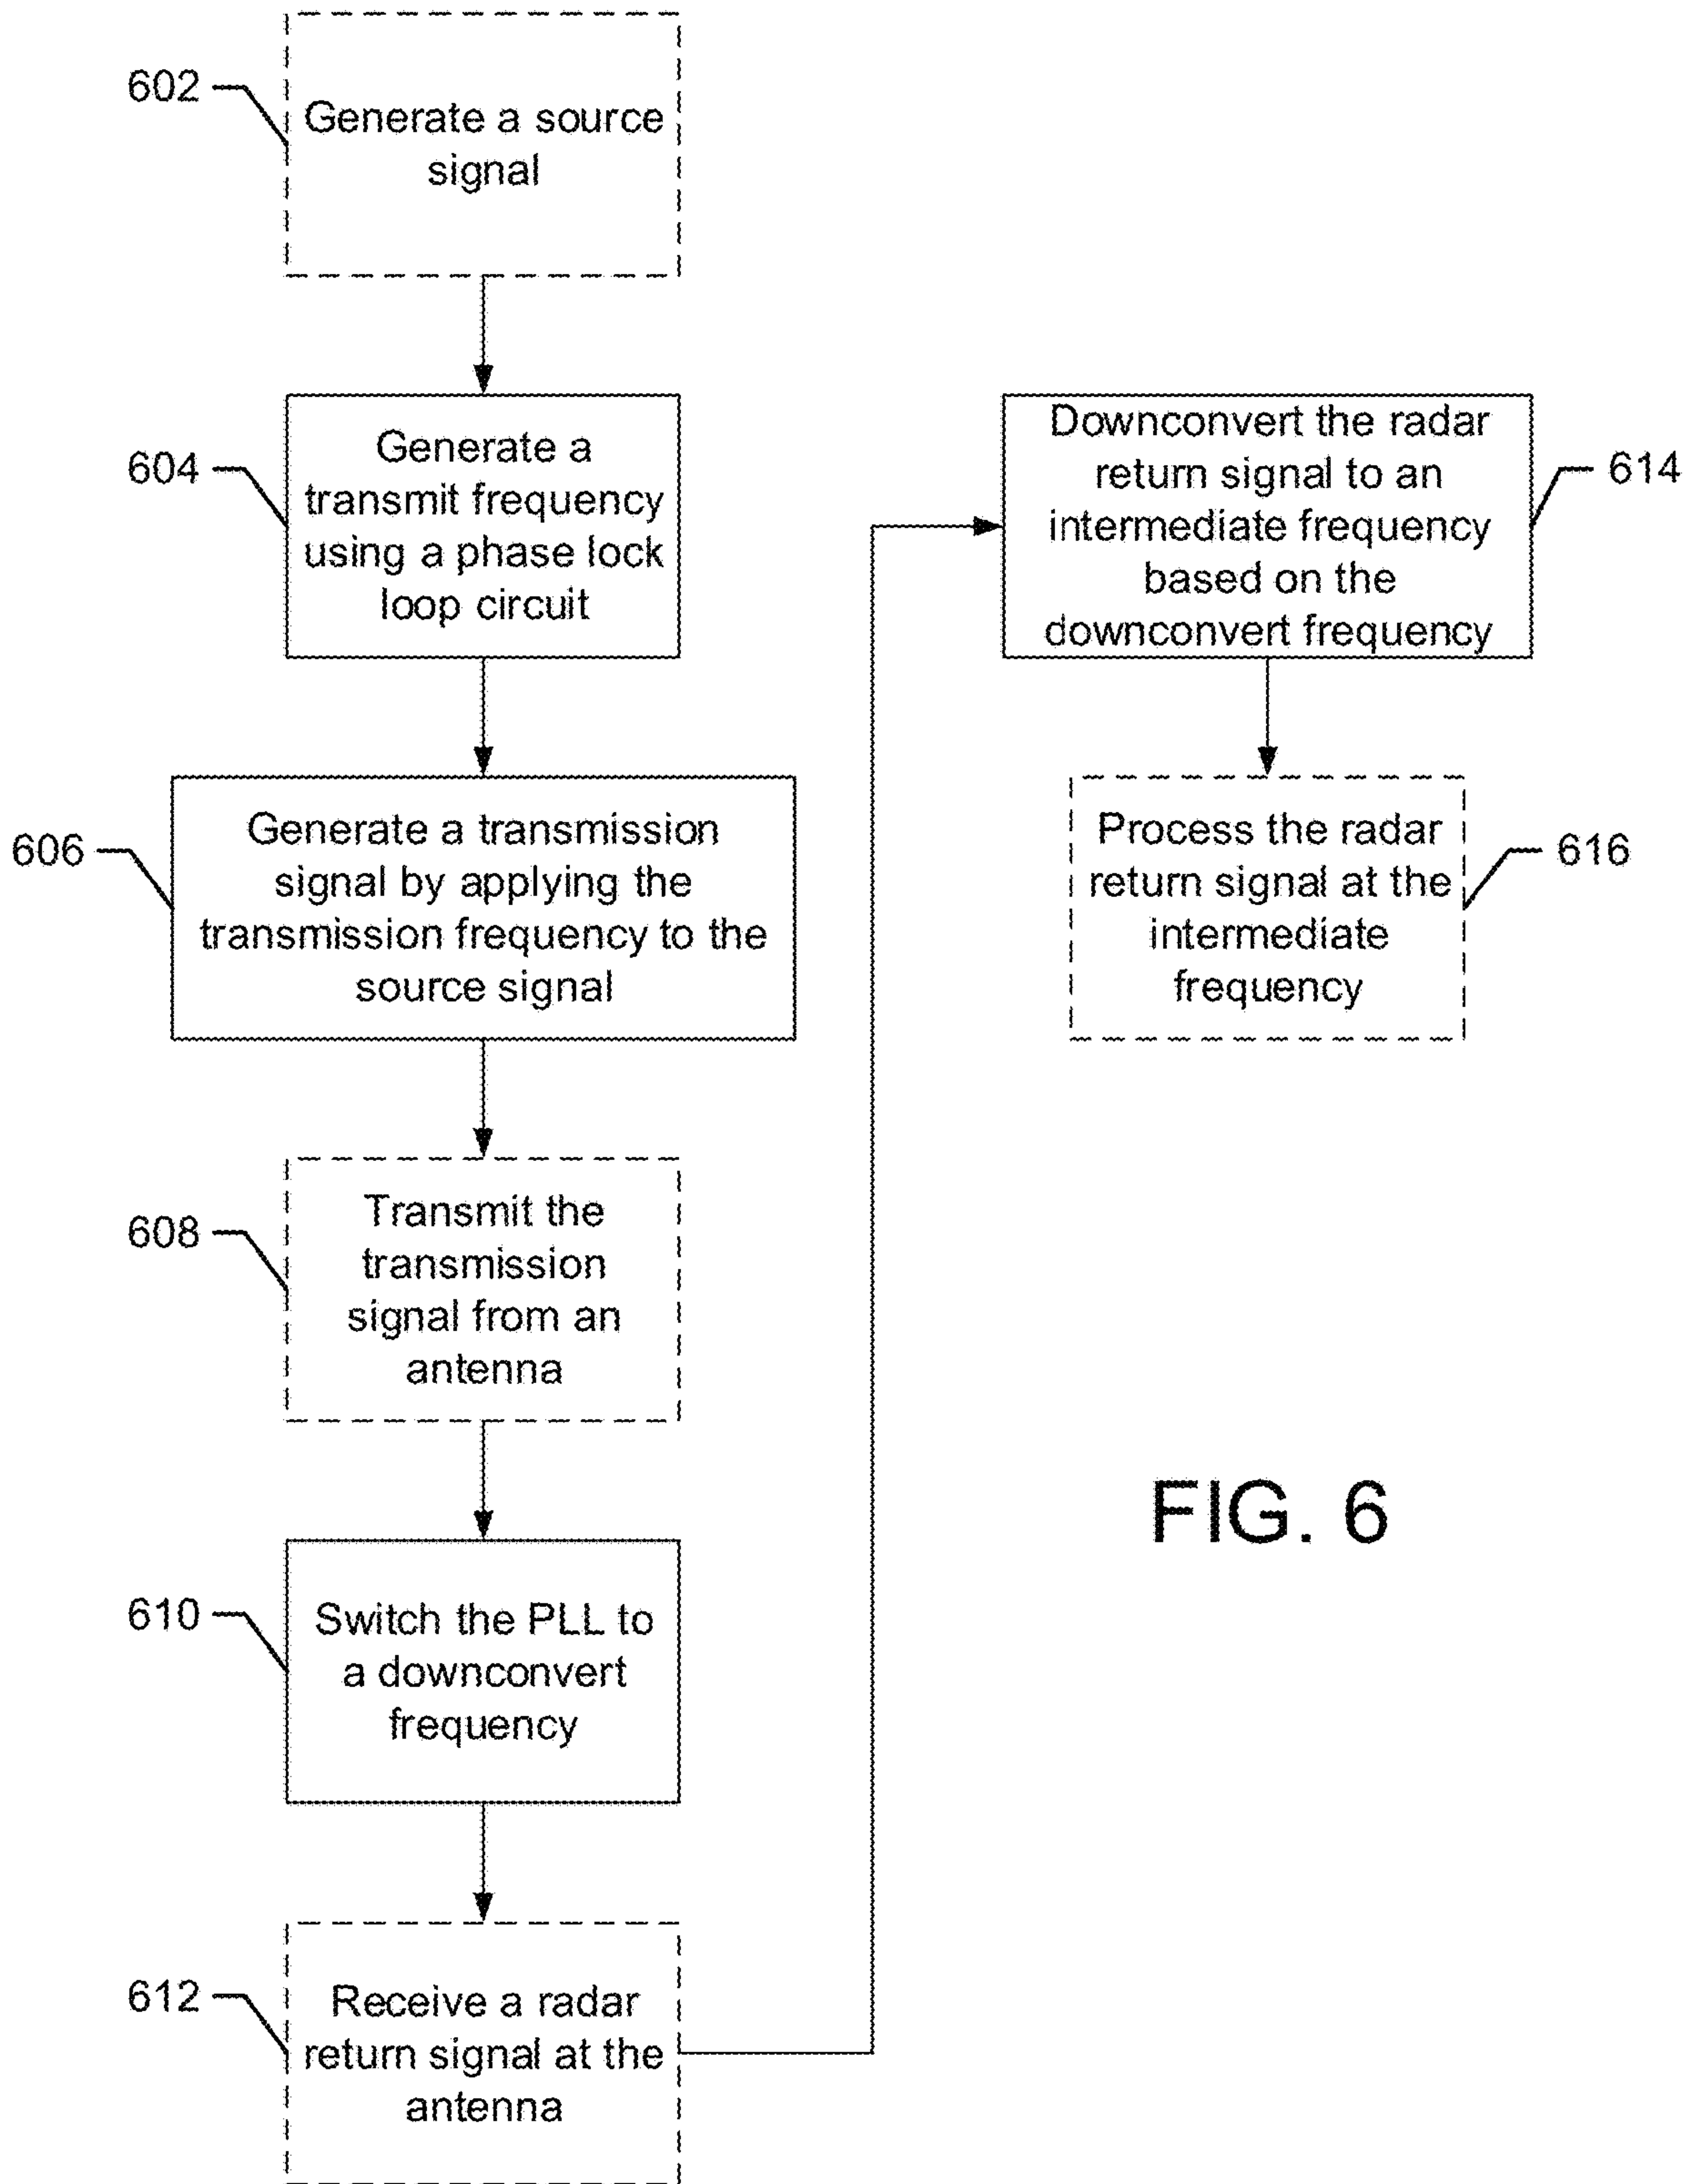 602
Generate a source
signal
604
Generate a
transmit frequency
using a phase lock
loop circuit
606
Generate a transmission
signal by applying the
transmission frequency to the
source signal
608
Transmit the
transmission
signal from an
antenna
610
Switch the PLL to
a downconvert
frequency
612
Receive a radar
return signal at the
antenna
Downconvert the radar
return signal to an
intermediate frequency
based on the
downconvert frequency
614
Process the radar
return signal at the
intermediate
frequency
616
FIG. 6